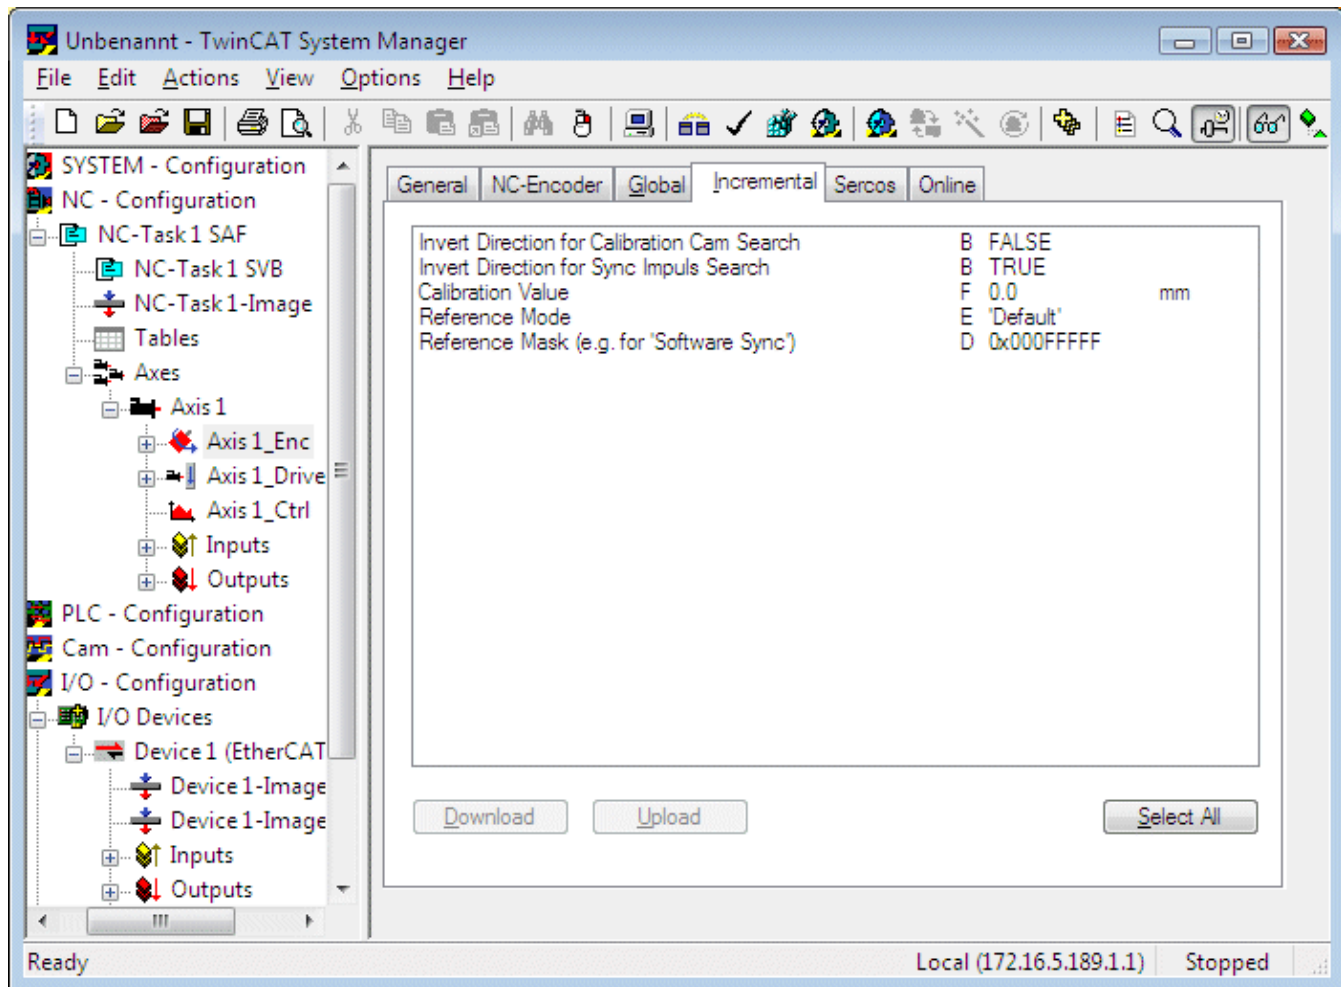 Unbenannt - TwinCAT System Manager
File Edit Actions View Options Help
SYSTEM - Configuration
NC - Configuration
NC-Task 1 SAF
NC-Task 1 SVB
NC-Task 1-Image
Tables
Axes
Axis 1
Axis 1_Enc
Axis 1_Drive
Axis 1_Ctrl
Inputs
Outputs
PLC - Configuration
Cam - Configuration
I/O - Configuration
I/O Devices
Device 1 (EtherCAT
Device 1-Image
Device 1-Image
Inputs
Outputs
General NC-Encoder Global Incremental Sercos Online
Invert Direction for Calibration Cam Search B FALSE
Invert Direction for Sync Impuls Search B TRUE
Calibration Value F 0.0 mm
Reference Mode E 'Default'
Reference Mask (e.g. for 'Software Sync') D 0x000FFFFF
Download Upload Select All
Ready Local (172.16.5.189.1.1) Stopped